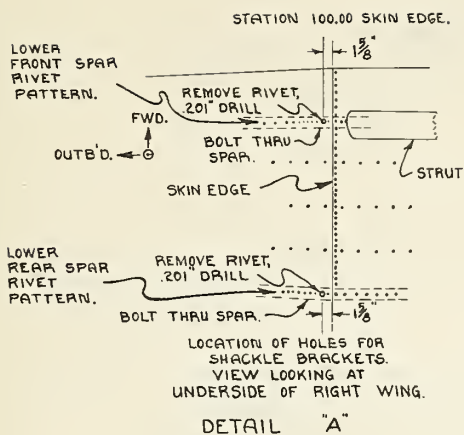 STATION 100.00 SKIN EDGE.
1 5/8"
LOWER
FRONT SPAR
RIVET
PATTERN.
REMOVE RIVET,
.201" DRILL
FWD.
OUTB'D.
BOLT THRU
SPAR.
STRUT
SKIN EDGE
LOWER
REAR SPAR
RIVET
PATTERN.
REMOVE RIVET,
.201" DRILL
BOLT THRU SPAR.
1 5/8"
LOCATION OF HOLES FOR
SHACKLE BRACKETS.
VIEW LOOKING AT
UNDERSIDE OF RIGHT WING.
DETAIL "A"